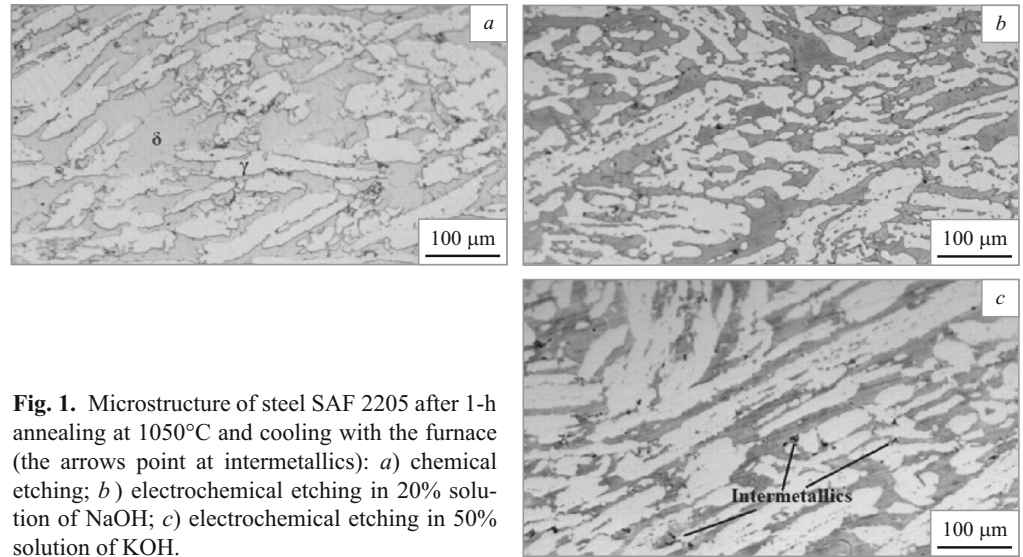 a
δ
γ
100 μm
b
100 μm
c
Intermetallics
100 μm
Fig. 1. Microstructure of steel SAF 2205 after 1-h
annealing at 1050°C and cooling with the furnace
(the arrows point at intermetallics): a) chemical
etching; b ) electrochemical etching in 20% solu-
tion of NaOH; c) electrochemical etching in 50%
solution of KOH.